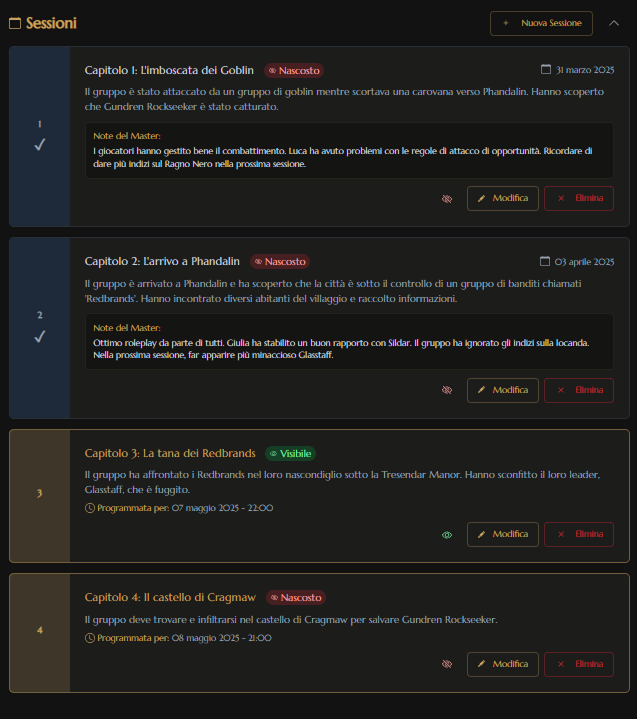 Sessioni
+ Nuova Sessione
1
Capitolo 1: L'imboscata dei Goblin Nascosto 31 marzo 2025
Il gruppo è stato attaccato da un gruppo di goblin mentre scortava una carovana verso Phandalin. Hanno scoperto
che Gundren Rockseeker è stato catturato.
Note del Master:
I giocatori hanno gestito bene il combattimento. Luca ha avuto problemi con le regole di attacco di opportunità. Ricordare di
dare più indizi sul Ragno Nero nella prossima sessione.
Modifica
Elimina
2
Capitolo 2: L'arrivo a Phandalin Nascosto 03 aprile 2025
Il gruppo è arrivato a Phandalin e ha scoperto che la città è sotto il controllo di un gruppo di banditi chiamati
'Redbrands'. Hanno incontrato diversi abitanti del villaggio e raccolto informazioni.
Note del Master:
Ottimo roleplay da parte di tutti. Giulia ha stabilito un buon rapporto con Sildar. Il gruppo ha ignorato gli indizi sulla locanda.
Nella prossima sessione, far apparire più minaccioso Glasstaff.
Modifica
Elimina
3
Capitolo 3: La tana dei Redbrands Visibile
Il gruppo ha affrontato i Redbrands nel loro nascondiglio sotto la Tresendar Manor. Hanno sconfitto il loro leader,
Glasstaff, che è fuggito.
Programmata per: 07 maggio 2025 - 22:00
Modifica
Elimina
4
Capitolo 4: Il castello di Cragmaw Nascosto
Il gruppo deve trovare e infiltrarsi nel castello di Cragmaw per salvare Gundren Rockseeker.
Programmata per: 08 maggio 2025 - 21:00
Modifica
Elimina